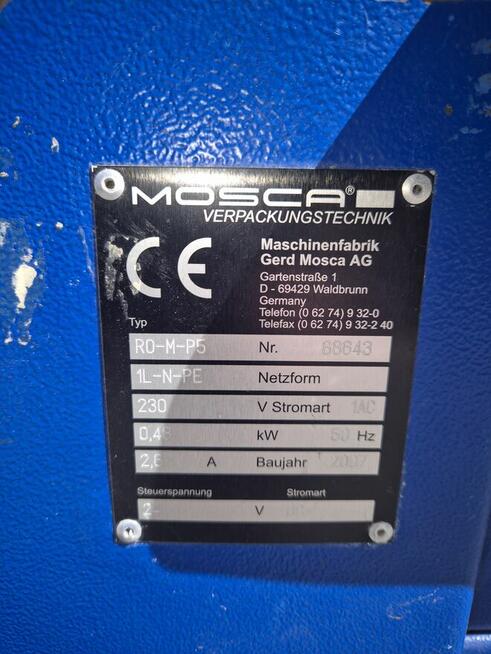 MOSCA®
VERPACKUNGSTECHNIK
CE
Maschinenfabrik
Gerd Mosca AG
Gartenstraße 1
D - 69429 Waldbrunn
Germany
Telefon (0 62 74) 9 32-0
Telefax (0 62 74) 9 32-2 40
Typ
RO-M-P5 Nr. 68643
1L-N-PE Netzform
230 V Stromart 1AC
kW 50 Hz
A Baujahr 2007
Steuerspannung Stromart
V